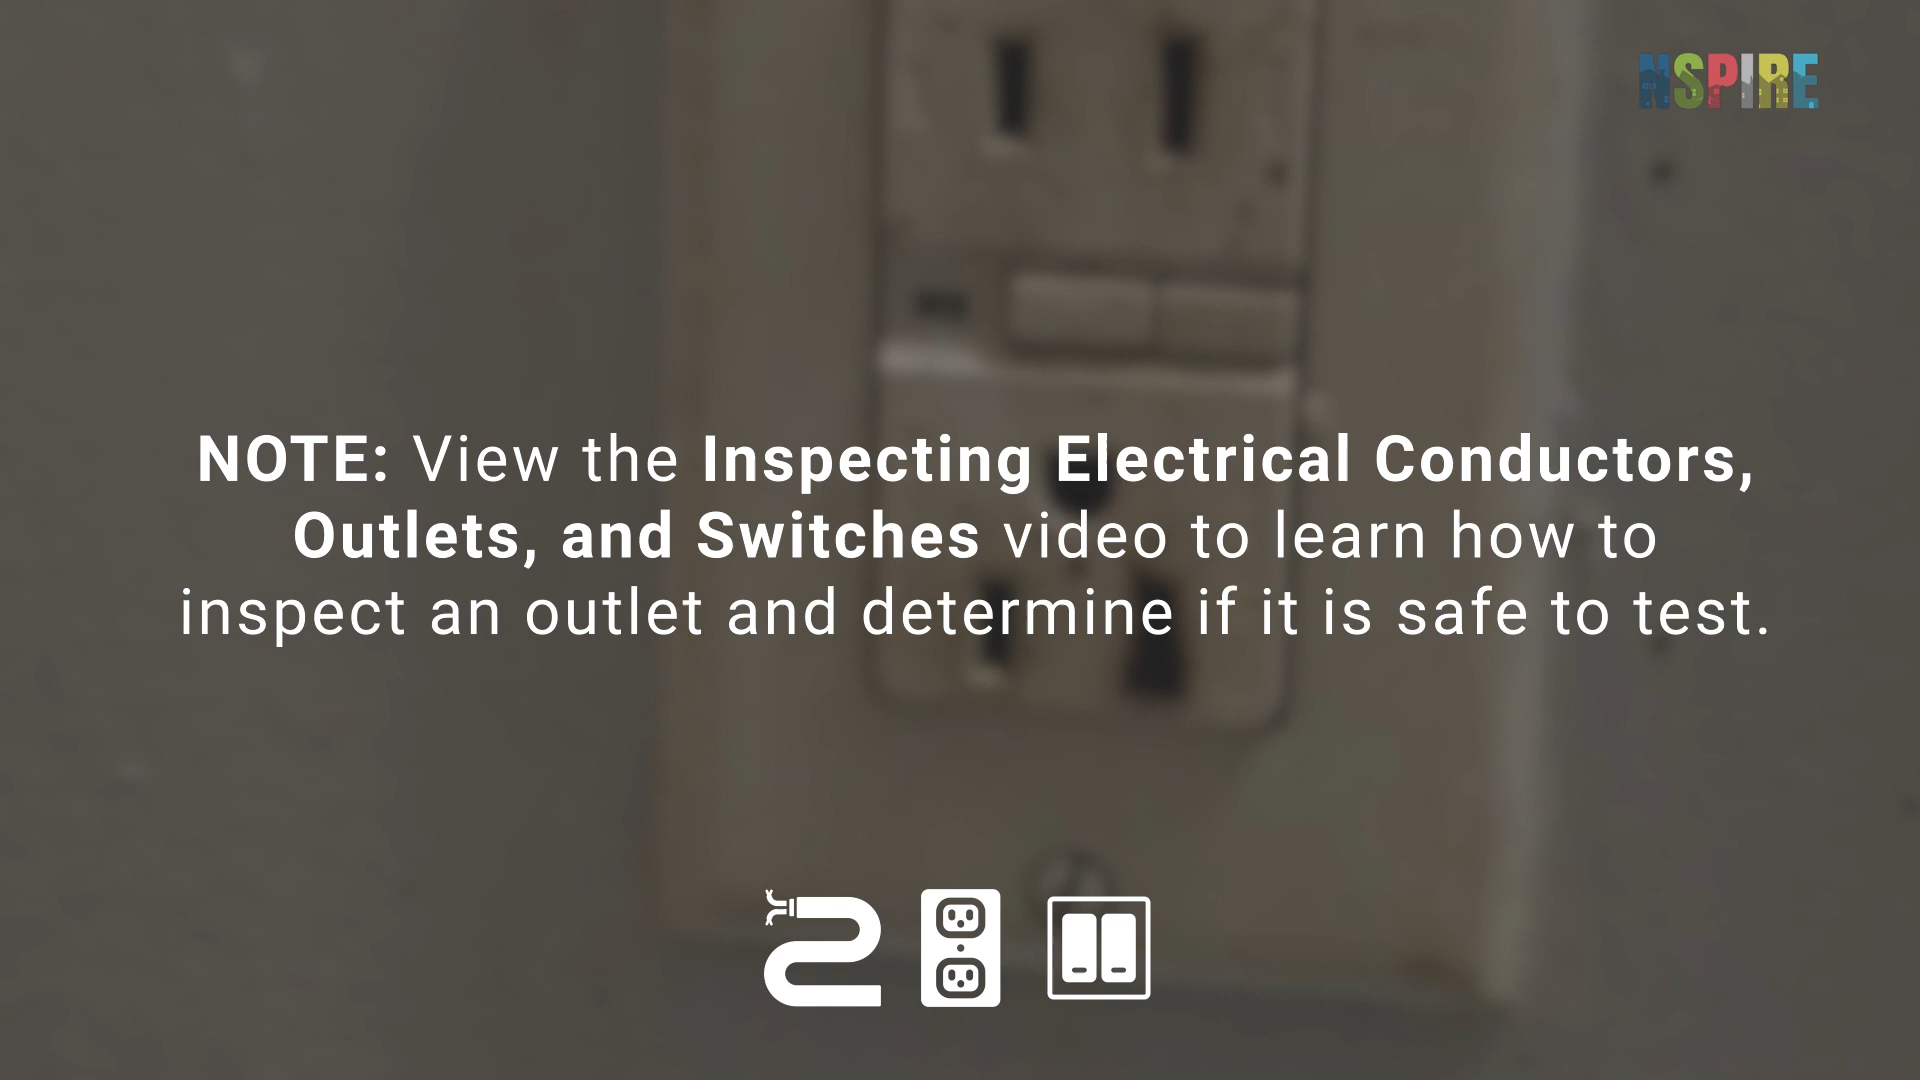 NSPIRE
NOTE: View the Inspecting Electrical Conductors,
Outlets, and Switches video to learn how to
inspect an outlet and determine if it is safe to test.